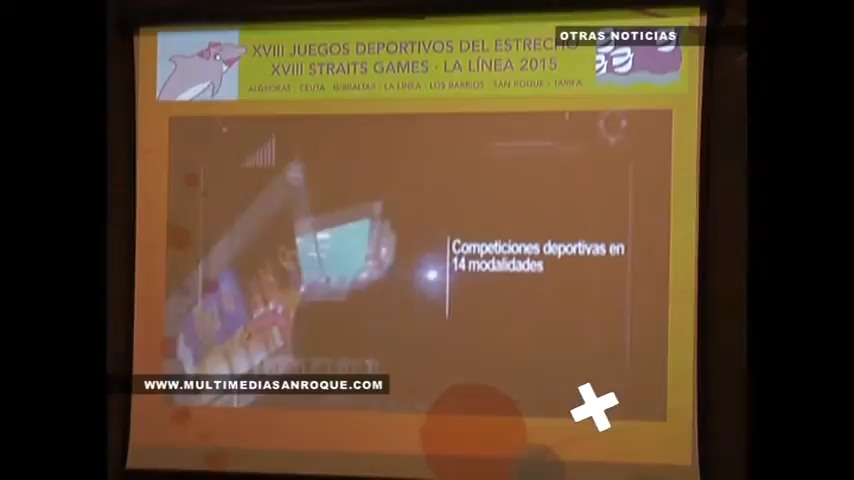 OTRAS NOTICIAS
XVIII JUEGOS DEPORTIVOS DEL ESTRECHO
XVIII STRAITS GAMES - LA LÍNEA 2015
ALGECIRAS - CEUTA - GIBRALTAR - LA LÍNEA - LOS BARRIOS - SAN ROQUE - TARIFA
Competiciones deportivas en
14 modalidades
WWW.MULTIMEDIASANROQUE.COM